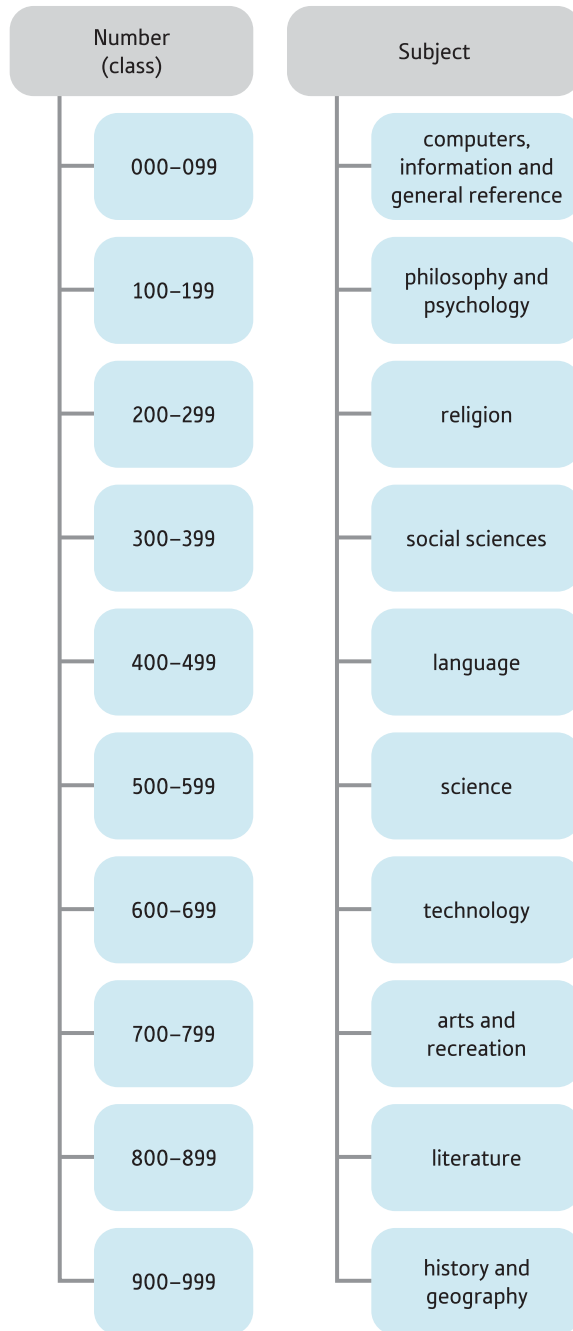 Number
(class)
Subject
000–099
computers,
information and
general reference
100–199
philosophy and
psychology
200–299
religion
300–399
social sciences
400–499
language
500–599
science
600–699
technology
700–799
arts and
recreation
800–899
literature
900–999
history and
geography